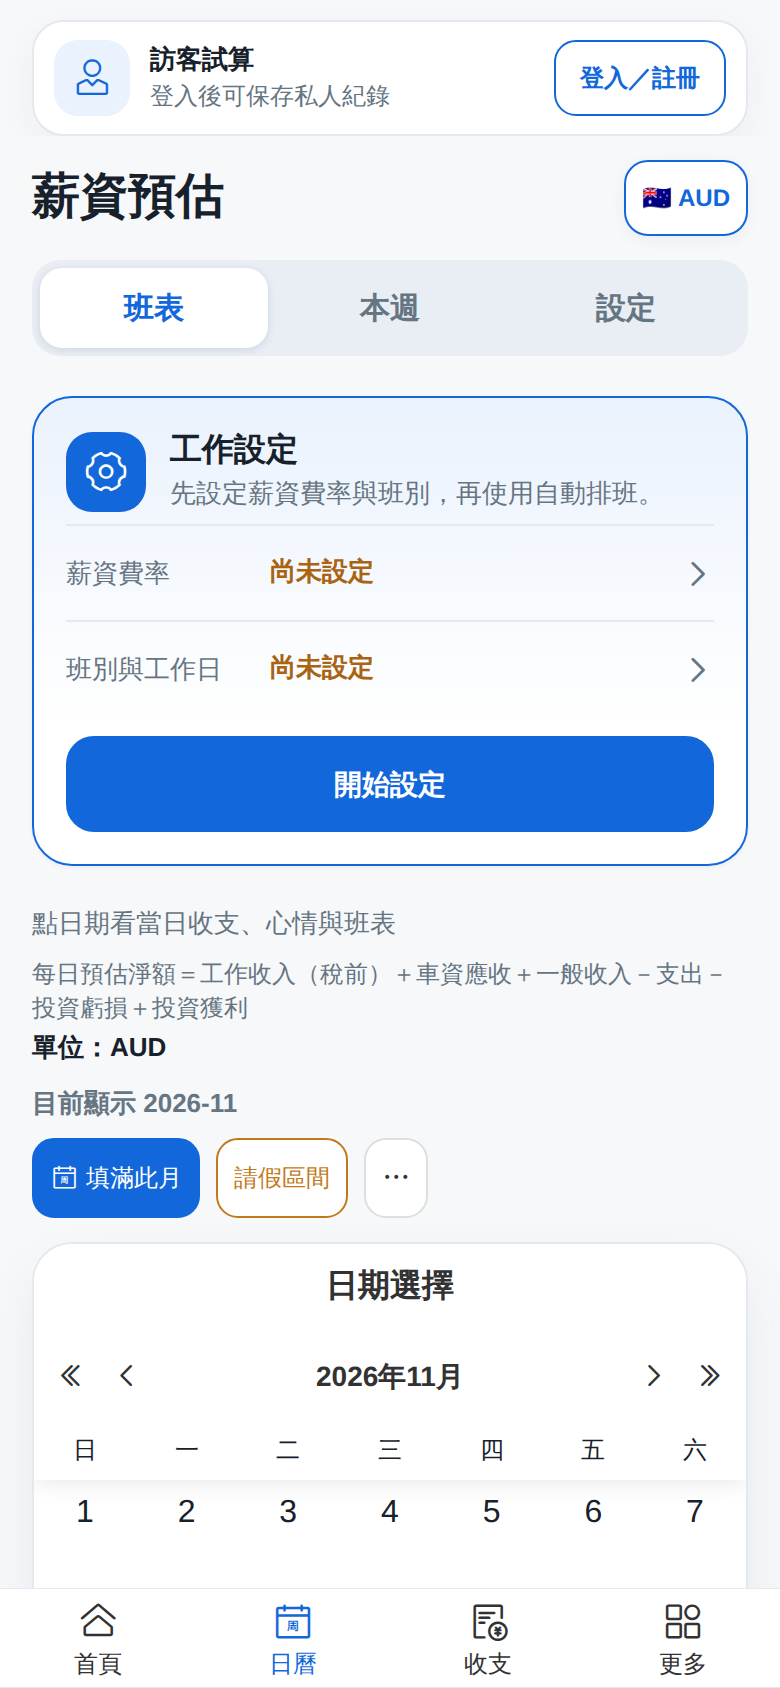 訪客試算
登入後可保存私人紀錄
登入／註冊
薪資預估
🇦🇺 AUD
班表
本週
設定
工作設定
先設定薪資費率與班別，再使用自動排班。
薪資費率
尚未設定
班別與工作日
尚未設定
開始設定
點日期看當日收支、心情與班表
每日預估淨額＝工作收入（稅前）＋車資應收＋一般收入－支出－
投資虧損＋投資獲利
單位：AUD
目前顯示 2026-11
周 填滿此月
請假區間
···
日期選擇
2026年11月
日 一 二 三 四 五 六
1 2 3 4 5 6 7
周
¥
首頁
日曆
收支
更多